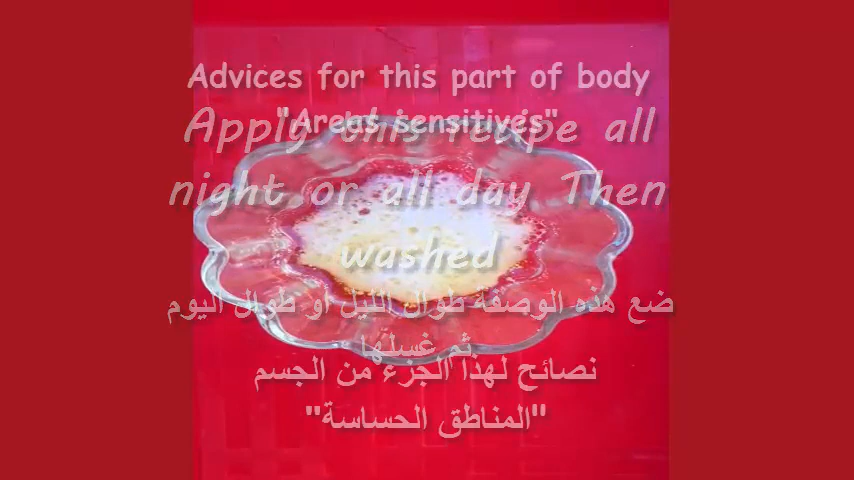 Advices for this part of body
"Areas sensitives"
Apply this recipe all
night or all day Then
washed
ضع هذه الوصفة طوال الليل او طوال اليوم
ثم غسلها
نصائح لهذا الجزء من الجسم
"المناطق الحساسة"